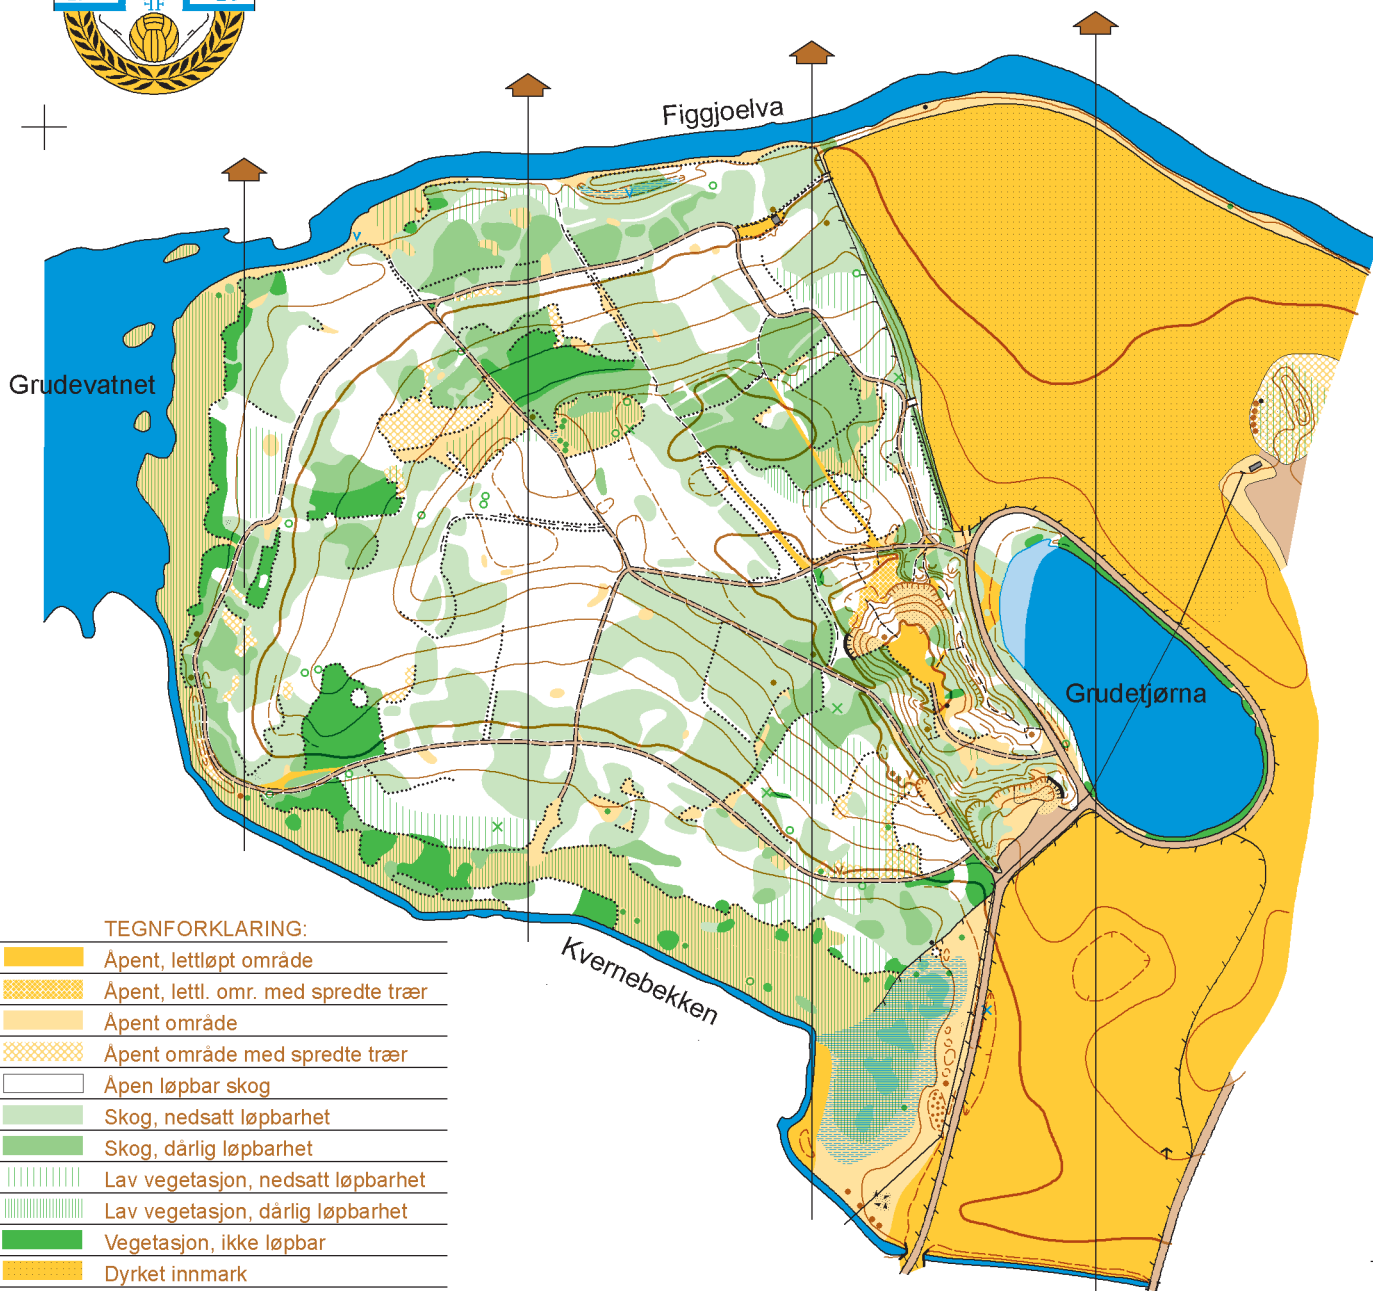 Figgjoelva
Grudevatnet
Grudetjørna
Kvernebekken
TEGNFORKLARING:
Åpent, lettløpt område
Åpent, lettl. omr. med spredte trær
Åpent område
Åpent område med spredte trær
Åpen løpbar skog
Skog, nedsatt løpbarhet
Skog, dårlig løpbarhet
Lav vegetasjon, nedsatt løpbarhet
Lav vegetasjon, dårlig løpbarhet
Vegetasjon, ikke løpbar
Dyrket innmark